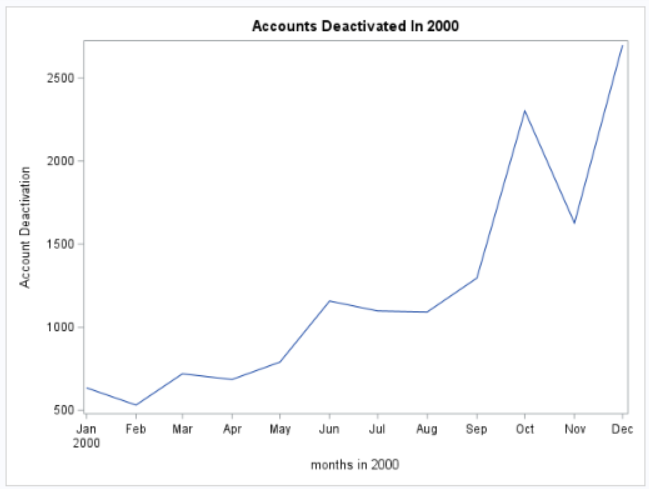 Accounts Deactivated In 2000
Account Deactivation
2500
2000
1500
1000
500
Jan Feb Mar Apr May Jun Jul Aug Sep Oct Nov Dec
2000
months in 2000